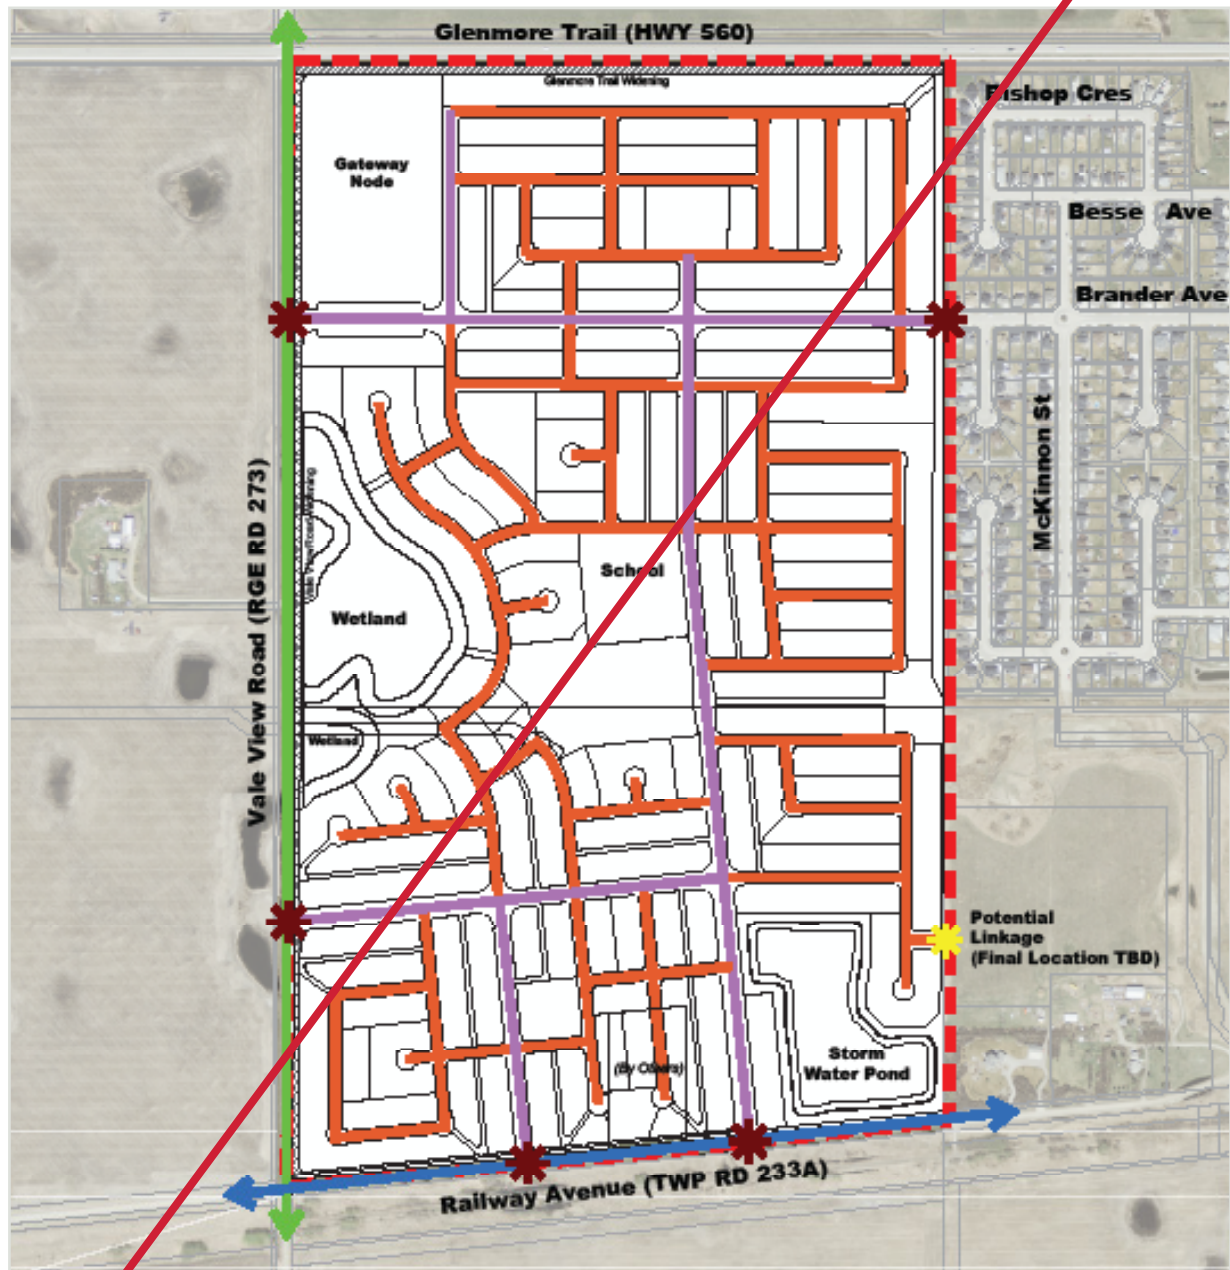 Glenmore Trail (HWY 560)
Glenmore Trail Widening
Bishop Cres
Gateway
Node
Besse Ave
Brander Ave
McKinnon St
Vale View Road (RGE RD 273)
School
Wetland
Wetland
Potential
Linkage
(Final Location TBD)
Storm
Water Pond
(By Others)
Railway Avenue (TWP RD 233A)